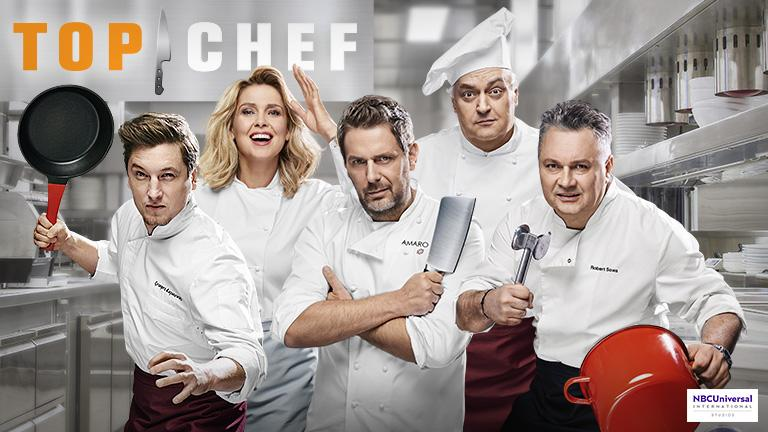 TOP CHEF
AMARO
Robert Sowa
NBCUniversal
INTERNATIONAL
STUDIOS